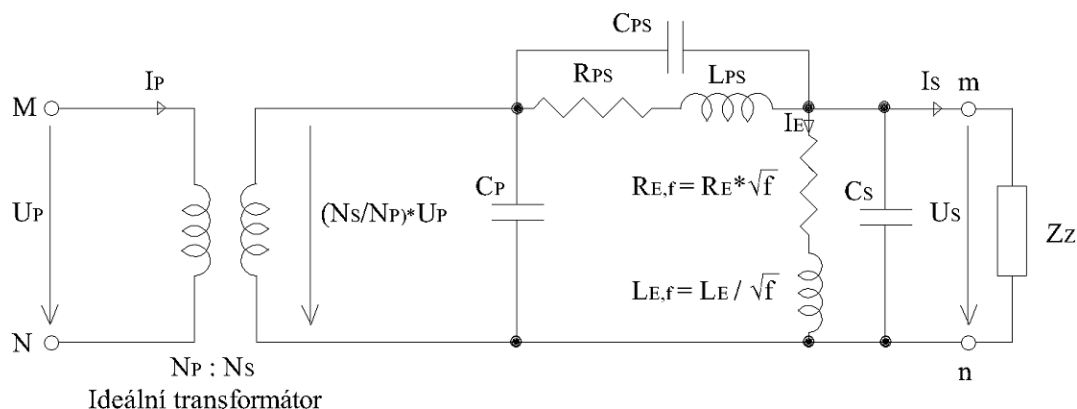 CPS
RPS
LPS
IP
IS
m
M
IE
UP
(NS/NP)*UP
CP
RE,f = RE*√f
CS
US
ZZ
LE,f = LE / √f
N
n
NP : NS
Ideální transformátor